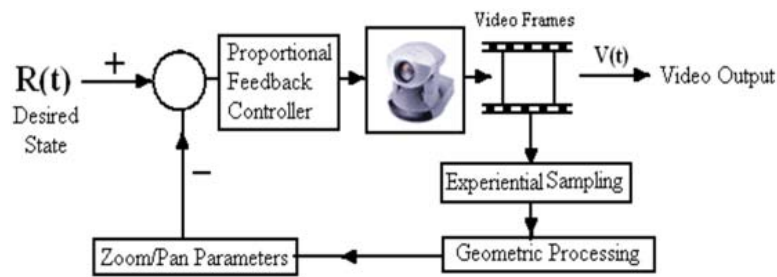 Video Frames
R(t)
+
Desired
State
Proportional
Feedback
Controller
V(t)
Video Output
−
Experiential Sampling
Zoom/Pan Parameters
Geometric Processing